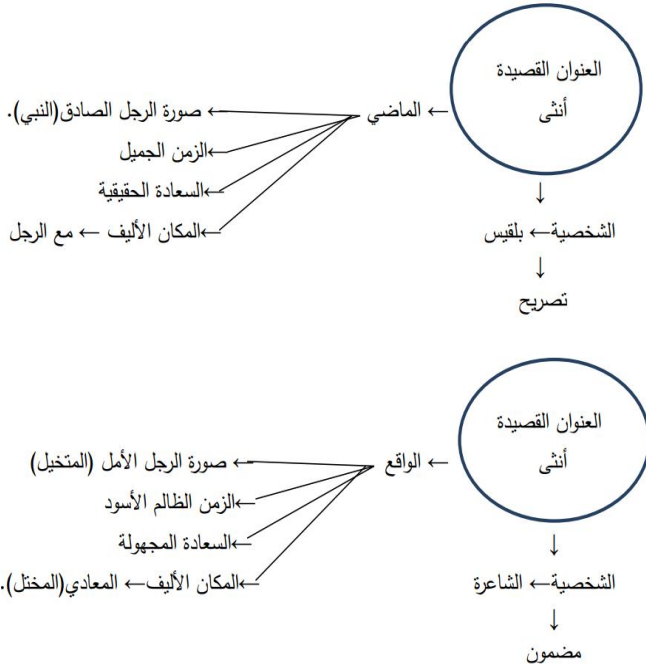 العنوان القصيدة
أنثى
← الماضي
← صورة الرجل الصادق(النبي).
←الزمن الجميل
←السعادة الحقيقية
←المكان الأليف ← مع الرجل
↓
الشخصية← بلقيس
↓
تصريح
العنوان القصيدة
أنثى
← الواقع
← صورة الرجل الأمل (المتخيل)
←الزمن الظالم الأسود
←السعادة المجهولة
←المكان الأليف← المعادي(المختل).
↓
الشخصية← الشاعرة
↓
مضمون